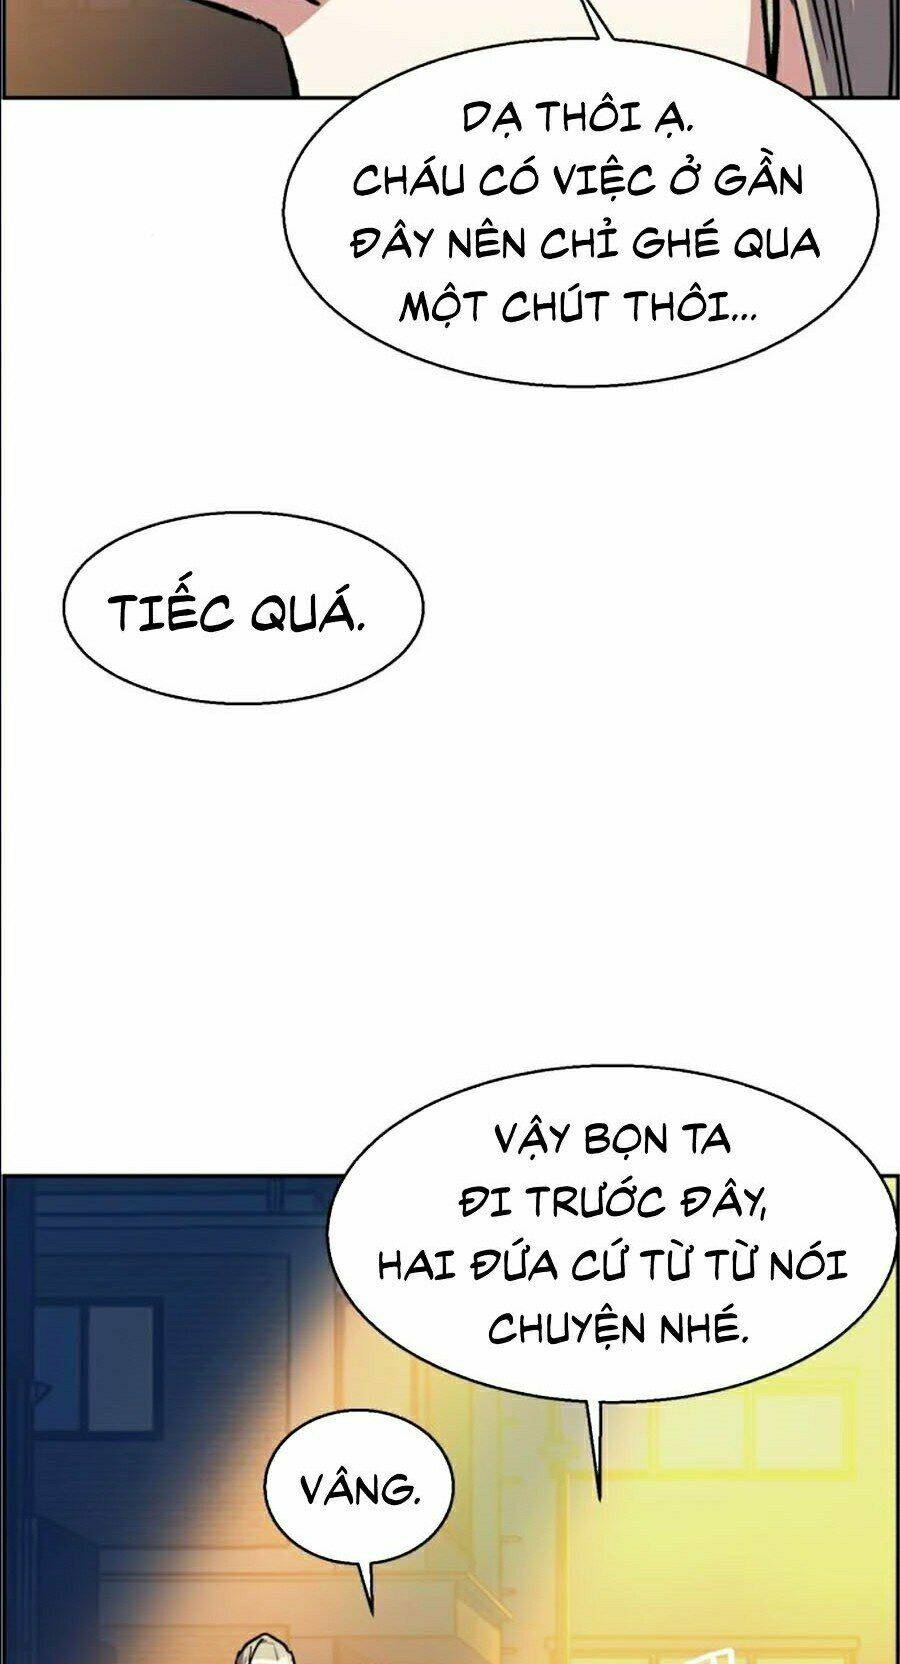 DẠ THÔI Ạ.
CHÁU CÓ VIỆC Ở GẦN
ĐÂY NÊN CHỈ GHÉ QUA
MỘT CHÚT THÔI...
TIẾC QUÁ.
VẬY BỌN TA
ĐI TRƯỚC ĐÂY,
HAI ĐỨA CỨ TỪ TỪ NÓI
CHUYỆN NHÉ.
VÂNG.